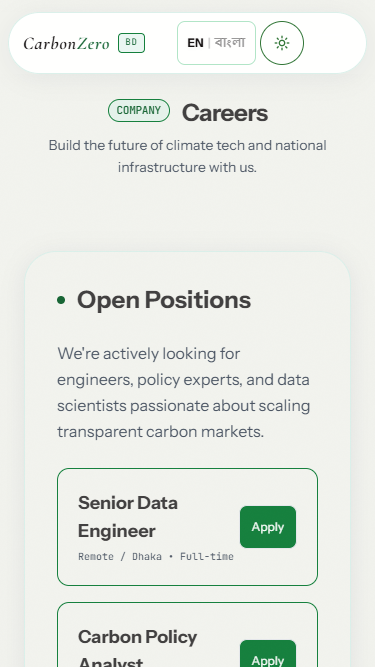 CarbonZero BD EN | বাংলা
COMPANY Careers
Build the future of climate tech and national
infrastructure with us.
Open Positions
We're actively looking for
engineers, policy experts, and data
scientists passionate about scaling
transparent carbon markets.
Senior Data
Engineer
Remote / Dhaka • Full-time
Apply
Carbon Policy
Analyst
Apply